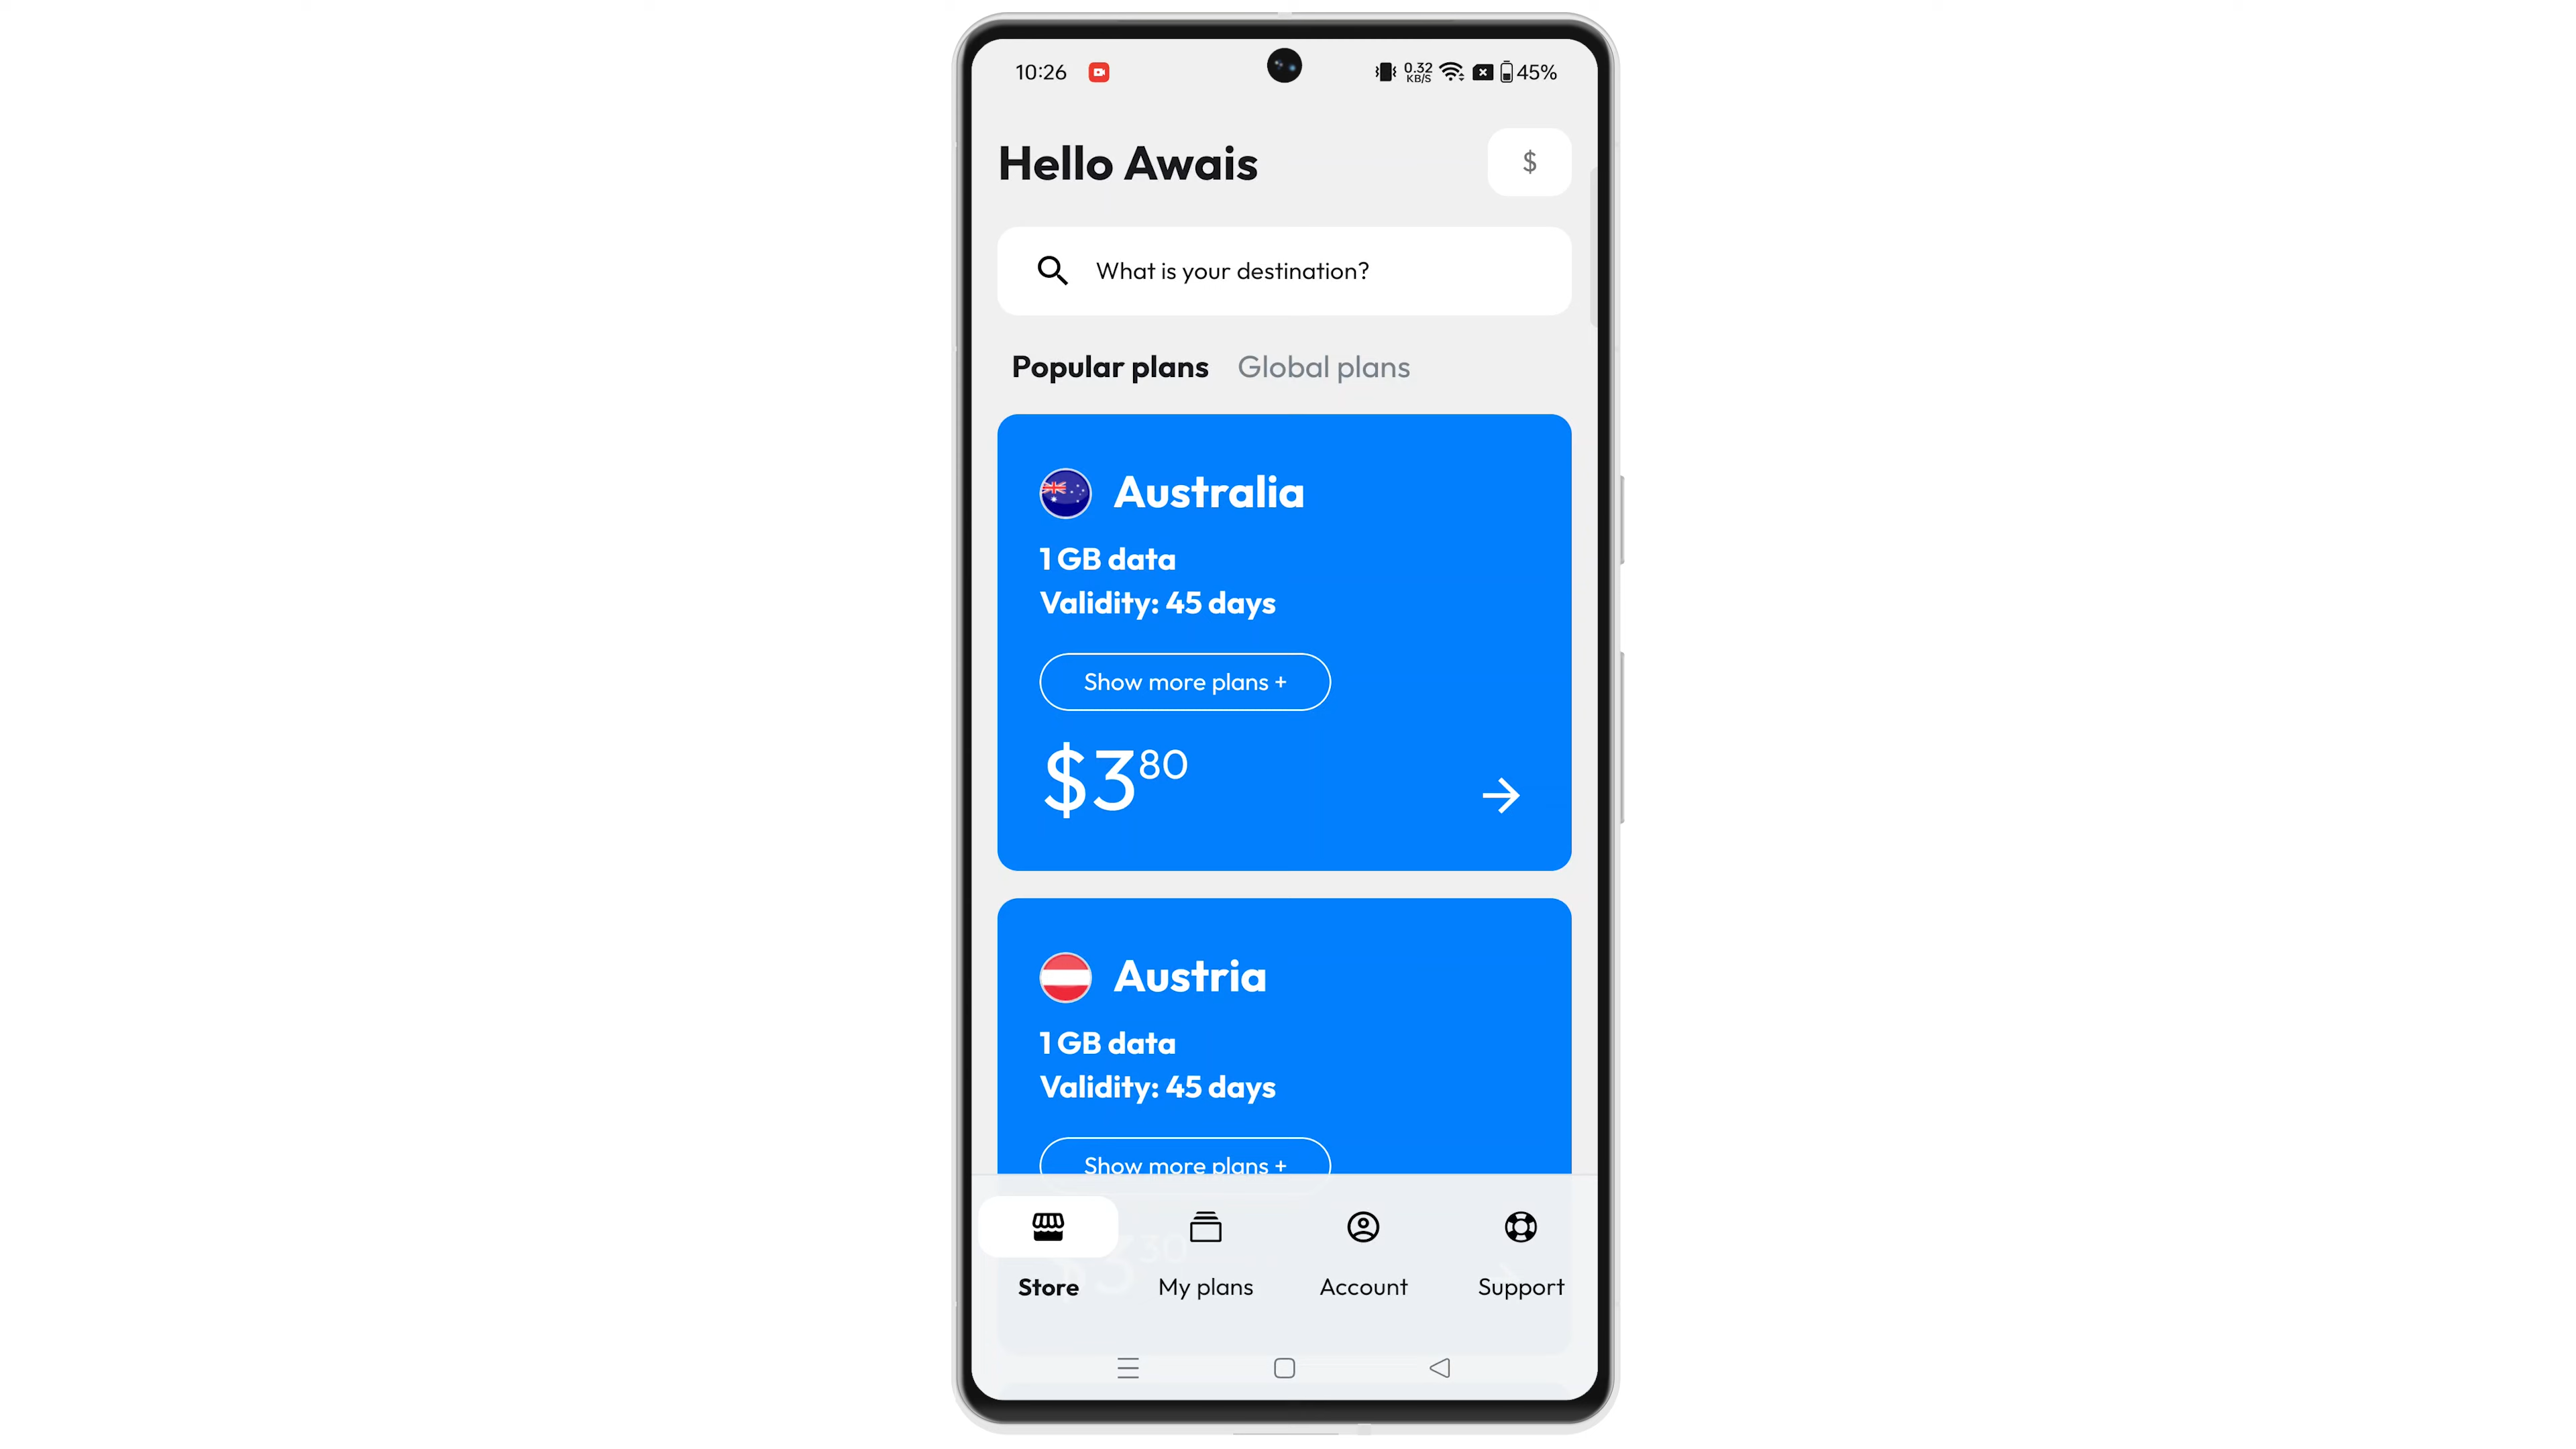 10:26 0.32 KB/S 45%
Hello Awais $
What is your destination?
Popular plans Global plans
Australia
1 GB data
Validity: 45 days
Show more plans +
$3 80
Austria
1 GB data
Validity: 45 days
Show more plans +
$3 30
Store My plans Account Support